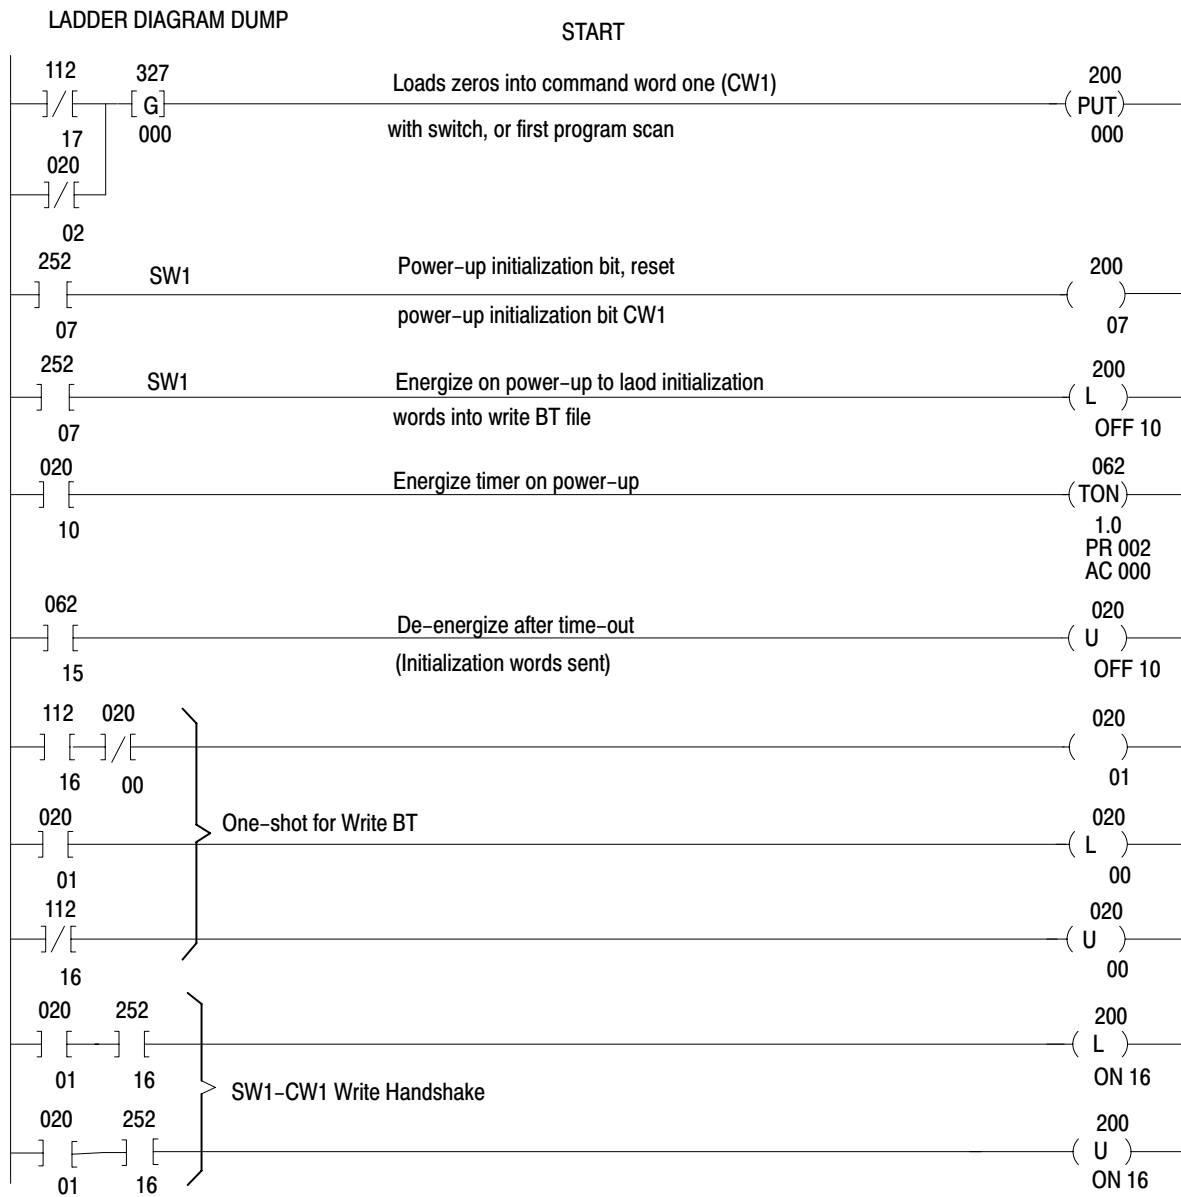 LADDER DIAGRAM DUMP
START
112 327 Loads zeros into command word one (CW1) 200
] / [ [ G ] ( PUT )
17 000 with switch, or first program scan 000
020
] / [
02
252 SW1 Power-up initialization bit, reset 200
] [ ( )
07 power-up initialization bit CW1 07
252 SW1 Energize on power-up to laod initialization 200
] [ ( L )
07 words into write BT file OFF 10
020 Energize timer on power-up 062
] [ ( TON )
10 1.0
PR 002
AC 000
062 De-energize after time-out 020
] [ ( U )
15 (Initialization words sent) OFF 10
112 020 020
] [ ] / [ ( )
16 00 01
020 One-shot for Write BT 020
] [ ( L )
01 00
112 020
] / [ ( U )
16 00
020 252 200
] [ ] [ ( L )
01 16 ON 16
SW1-CW1 Write Handshake
020 252 200
] [ ] [ ( U )
01 16 ON 16